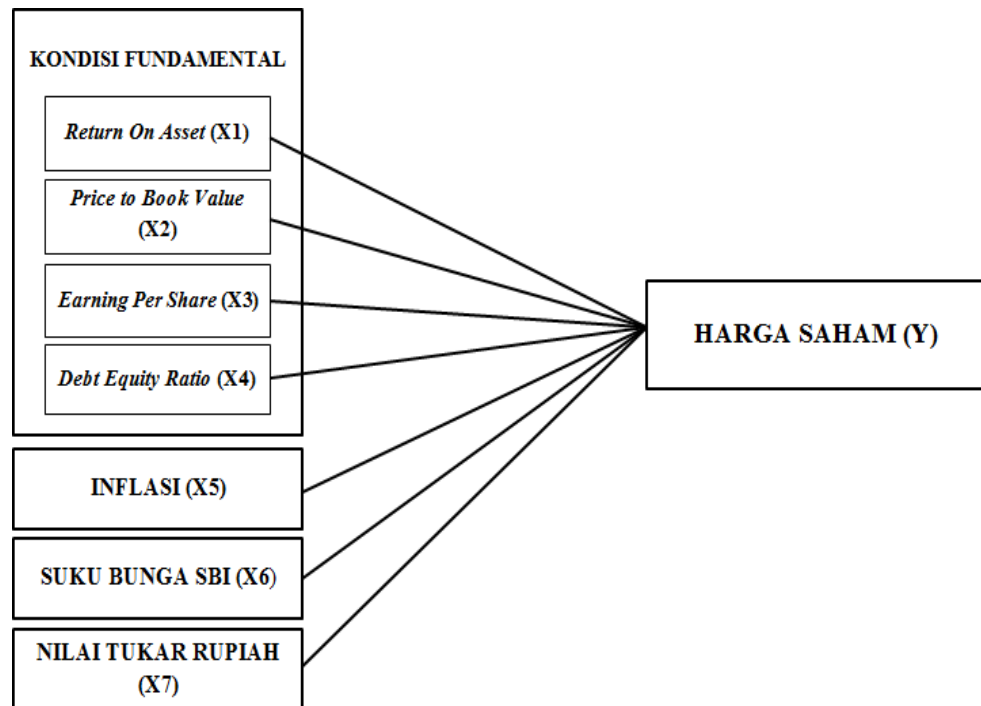 KONDISI FUNDAMENTAL
Return On Asset (X1)
Price to Book Value
(X2)
Earning Per Share (X3)
Debt Equity Ratio (X4)
INFLASI (X5)
SUKU BUNGA SBI (X6)
NILAI TUKAR RUPIAH
(X7)
HARGA SAHAM (Y)